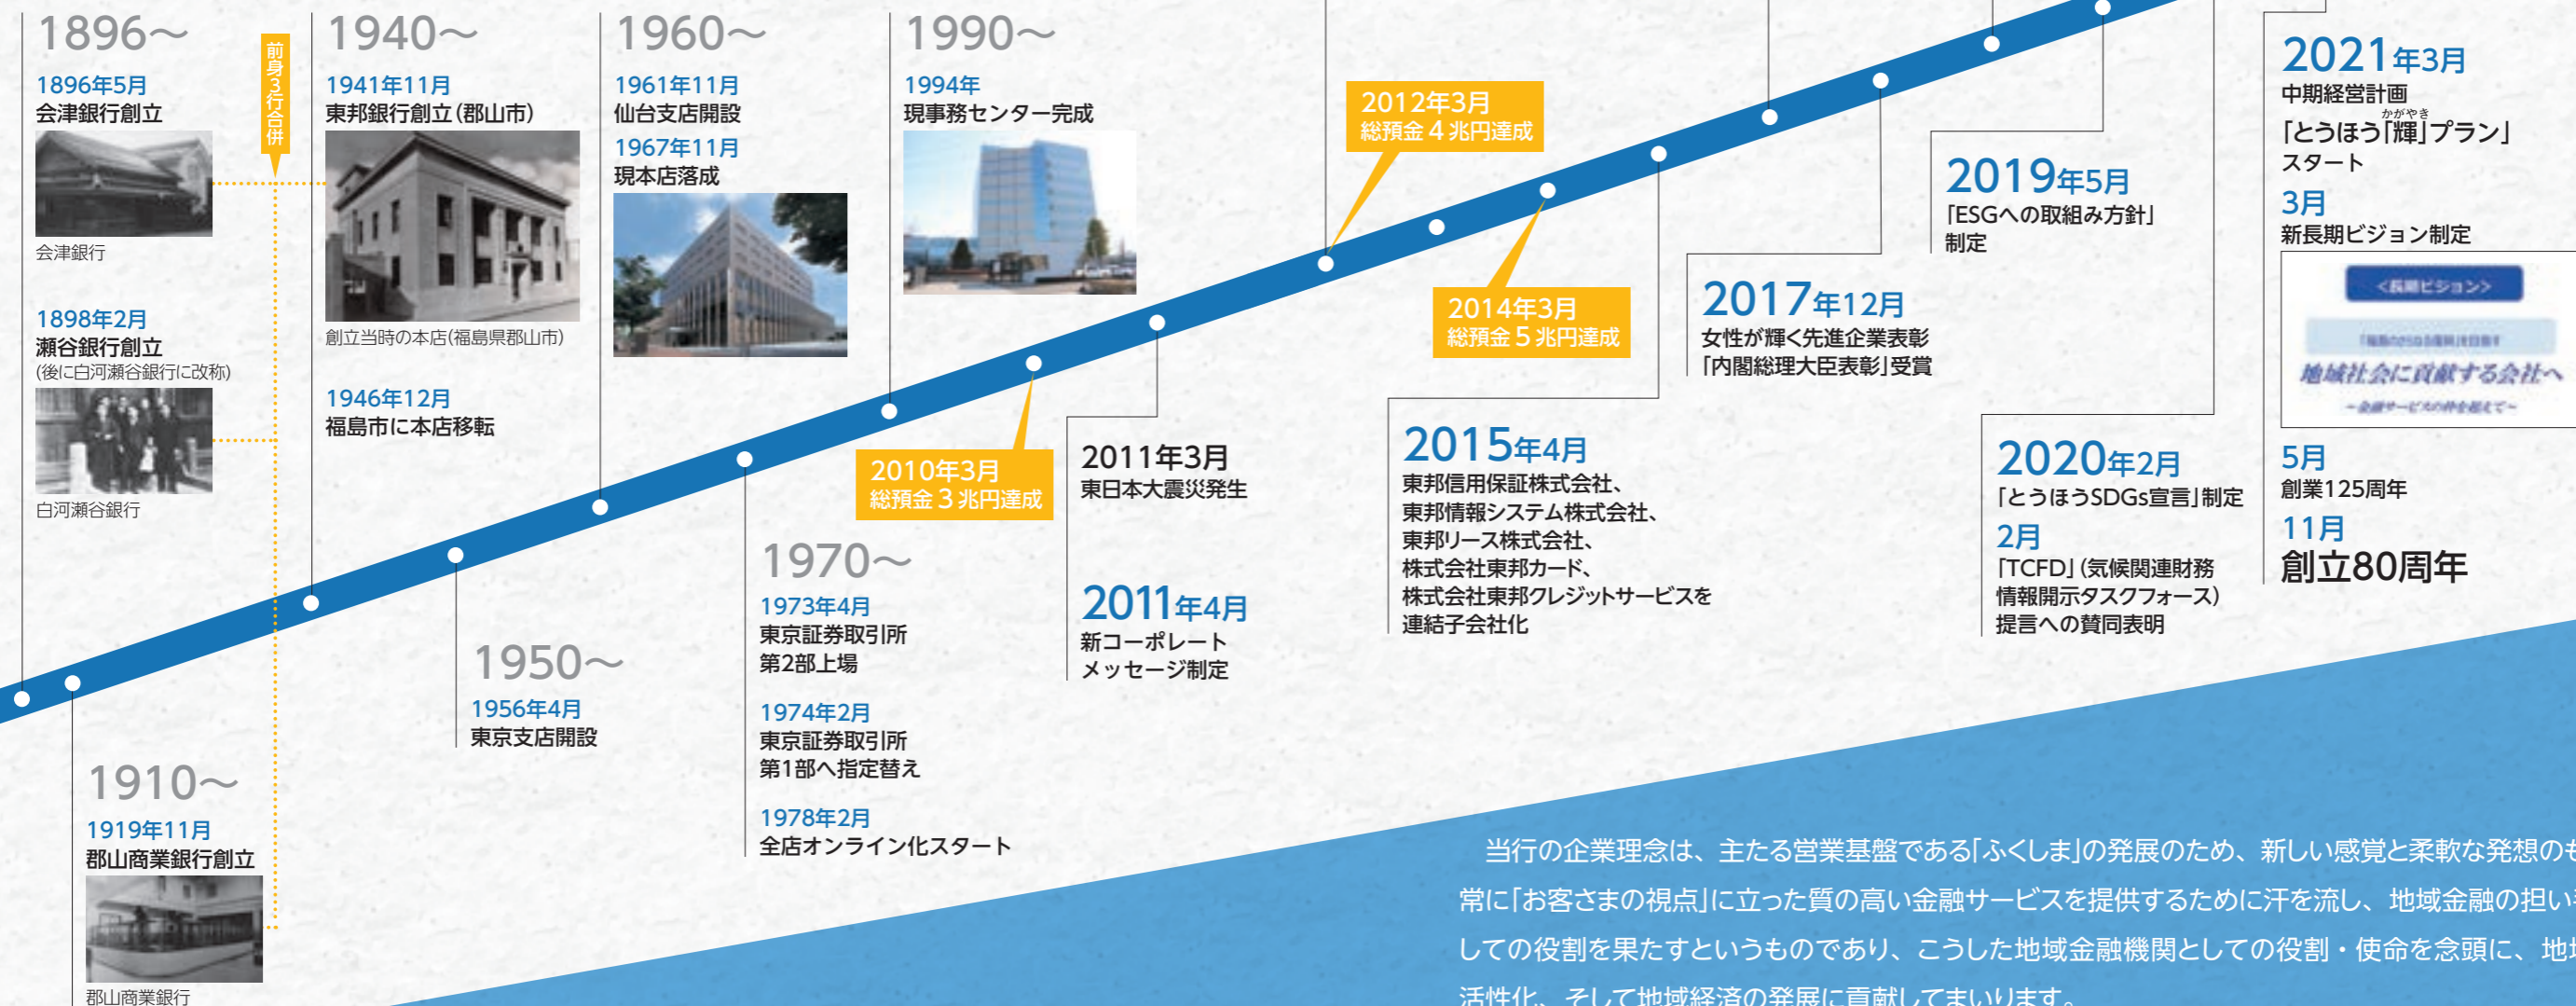 1896～
1896年5月
会津銀行創立
会津銀行
1898年2月
瀬谷銀行創立
(後に白河瀬谷銀行に改称)
白河瀬谷銀行
前身3行合併
1910～
1919年11月
郡山商業銀行創立
郡山商業銀行
1940～
1941年11月
東邦銀行創立(郡山市)
創立当時の本店(福島県郡山市)
1946年12月
福島市に本店移転
1950～
1956年4月
東京支店開設
1960～
1961年11月
仙台支店開設
1967年11月
現本店落成
1970～
1973年4月
東京証券取引所
第2部上場
1974年2月
東京証券取引所
第1部へ指定替え
1978年2月
全店オンライン化スタート
1990～
1994年
現事務センター完成
2010年3月
総預金3兆円達成
2011年3月
東日本大震災発生
2011年4月
新コーポレート
メッセージ制定
2012年3月
総預金4兆円達成
2014年3月
総預金5兆円達成
2015年4月
東邦信用保証株式会社、
東邦情報システム株式会社、
東邦リース株式会社、
株式会社東邦カード、
株式会社東邦クレジットサービスを
連結子会社化
2017年12月
女性が輝く先進企業表彰
「内閣総理大臣表彰」受賞
2019年5月
「ESGへの取組み方針」
制定
2020年2月
「とうほうSDGs宣言」制定
2月
「TCFD」(気候関連財務
情報開示タスクフォース)
提言への賛同表明
2021年3月
中期経営計画
かがやき
「とうほう「輝」プラン」
スタート
3月
新長期ビジョン制定
<長期ビジョン>
地域社会に貢献する会社へ
～金融サービスの枠を超えて～
5月
創業125周年
11月
創立80周年
当行の企業理念は、主たる営業基盤である「ふくしま」の発展のため、新しい感覚と柔軟な発想のも
常に「お客さまの視点」に立った質の高い金融サービスを提供するために汗を流し、地域金融の担い
しての役割を果たすというものであり、こうした地域金融機関としての役割・使命を念頭に、地
活性化、そして地域経済の発展に貢献してまいります。